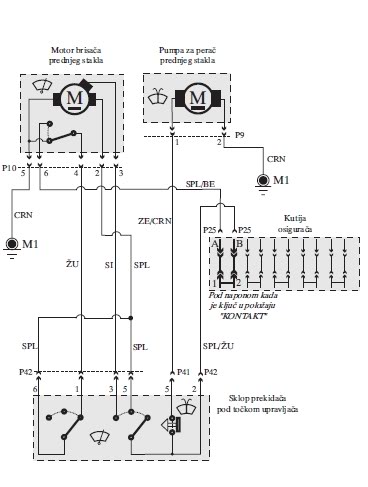 Motor brisača
prednjeg stakla
Pumpa za perač
prednjeg stakla
M
M
P9
1
2
P10
5
6
4
2
3
CRN
M1
SPL/BE
CRN
M1
ZE/CRN
P25
P25
Kutija
osigurača
A
B
1
2
Pod naponom kada
je ključ u položaju
"KONTAKT"
ŽU
SI
SPL
SPL
SPL
SPL/ŽU
P42
P41
P42
6
1
3
5
5
2
Sklop prekidača
pod točkom upravljača